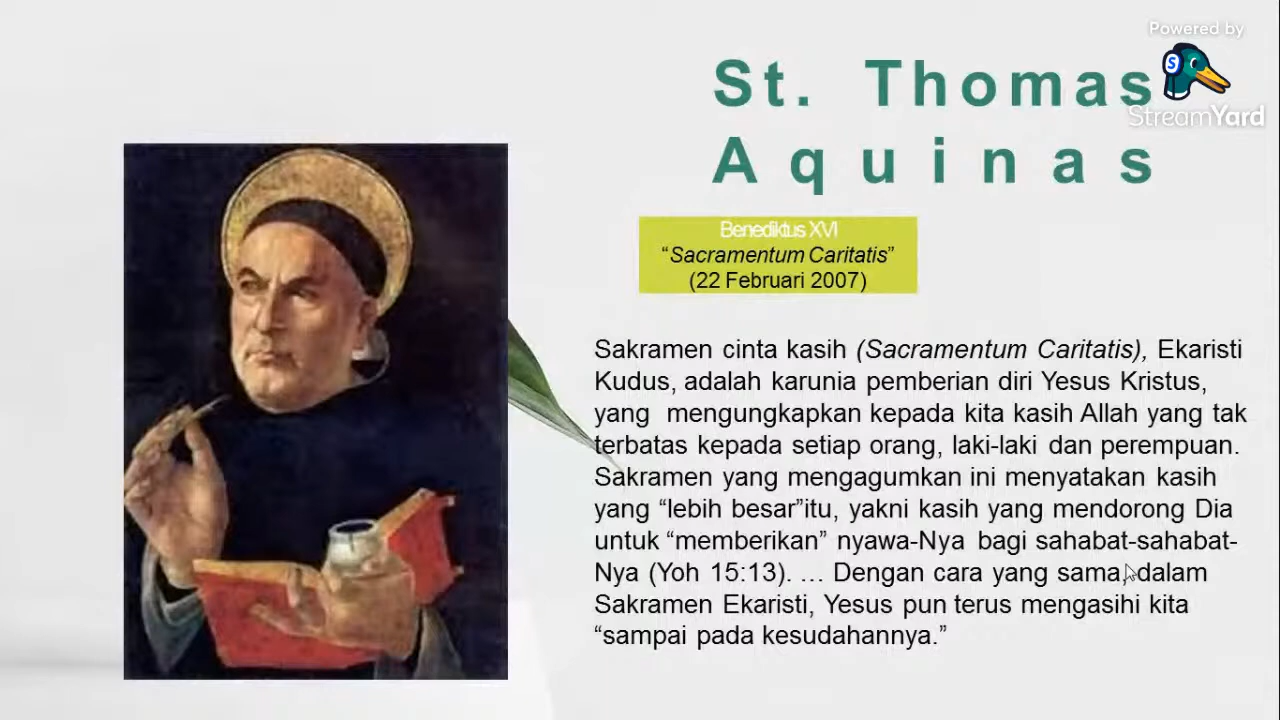 Powered by
StreamYard
St. Thomas
Aquinas
Benediktus XVI
“Sacramentum Caritatis”
(22 Februari 2007)
Sakramen cinta kasih (Sacramentum Caritatis), Ekaristi
Kudus, adalah karunia pemberian diri Yesus Kristus,
yang mengungkapkan kepada kita kasih Allah yang tak
terbatas kepada setiap orang, laki-laki dan perempuan.
Sakramen yang mengagumkan ini menyatakan kasih
yang “lebih besar”itu, yakni kasih yang mendorong Dia
untuk “memberikan” nyawa-Nya bagi sahabat-sahabat-
Nya (Yoh 15:13). … Dengan cara yang sama, dalam
Sakramen Ekaristi, Yesus pun terus mengasihi kita
“sampai pada kesudahannya.”